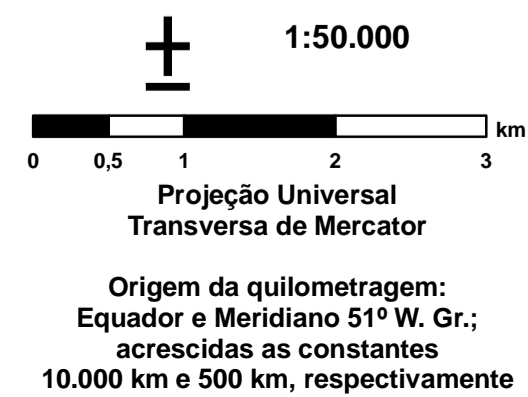 ±
1:50.000
km
0 0,5 1 2 3
Projeção Universal
Transversa de Mercator
Origem da quilometragem:
Equador e Meridiano 51º W. Gr.;
acrescidas as constantes
10.000 km e 500 km, respectivamente